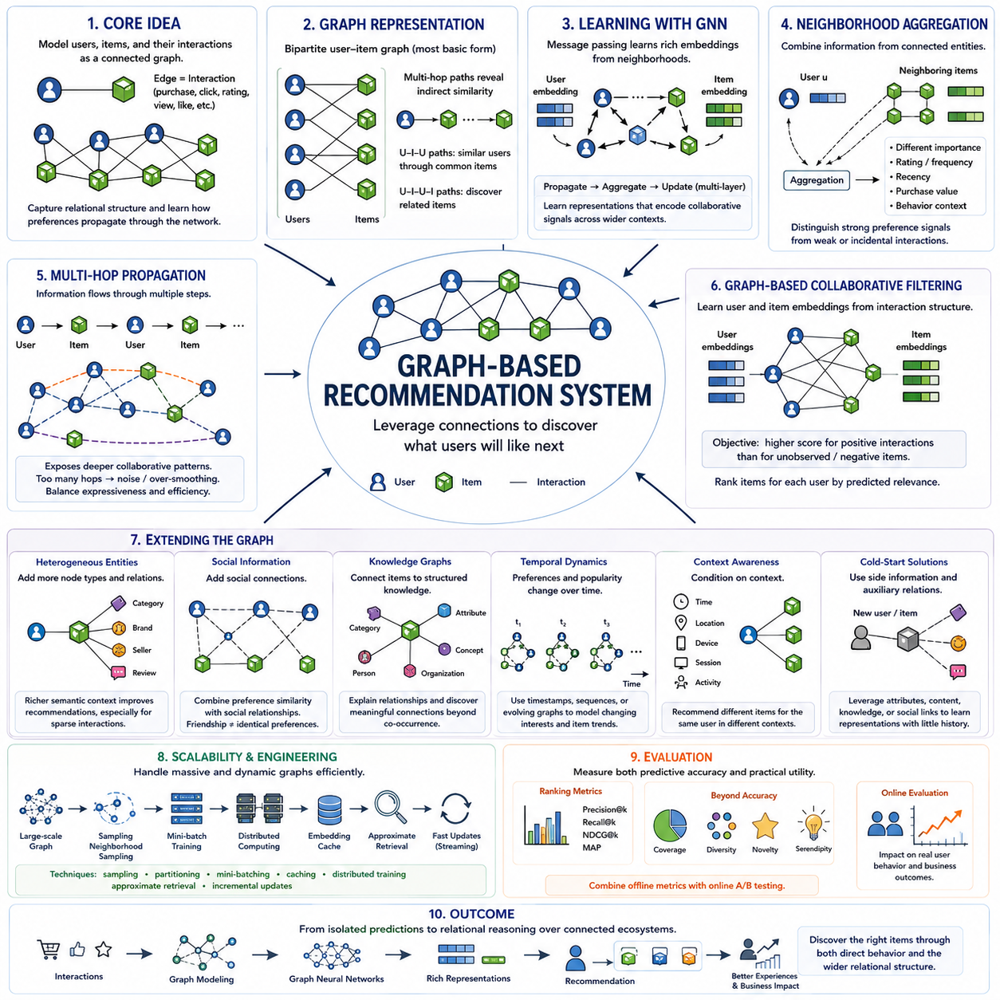 1. CORE IDEA
Model users, items, and their interactions
as a connected graph.
Edge = Interaction
(purchase, click, rating,
view, like, etc.)
Capture relational structure and learn how
preferences propagate through the network.
2. GRAPH REPRESENTATION
Bipartite user–item graph (most basic form)
Multi-hop paths reveal
indirect similarity
U–I–U paths: similar users
through common items
U–I–U–I paths: discover
related items
Users
Items
3. LEARNING WITH GNN
Message passing learns rich embeddings
from neighborhoods.
User
embedding
Item
embedding
Propagate → Aggregate → Update (multi-layer)
Learn representations that encode collaborative
signals across wider contexts.
4. NEIGHBORHOOD AGGREGATION
Combine information from connected entities.
User u
Neighboring items
Aggregation
• Different importance
• Rating / frequency
• Recency
• Purchase value
• Behavior context
Distinguish strong preference signals
from weak or incidental interactions.
5. MULTI-HOP PROPAGATION
Information flows through multiple steps.
User
Item
User
Item
Exposes deeper collaborative patterns.
Too many hops → noise / over-smoothing.
Balance expressiveness and efficiency.
GRAPH-BASED
RECOMMENDATION SYSTEM
Leverage connections to discover
what users will like next
User
Item
Interaction
6. GRAPH-BASED COLLABORATIVE FILTERING
Learn user and item embeddings from interaction structure.
User
embeddings
Item
embeddings
Objective: higher score for positive interactions
than for unobserved / negative items.
Rank items for each user by predicted relevance.
7. EXTENDING THE GRAPH
Heterogeneous Entities
Add more node types and relations.
Category
Brand
Seller
Review
Richer semantic context improves
recommendations, especially for
sparse interactions.
Social Information
Add social connections.
Combine preference similarity
with social relationships.
Friendship ≠ identical preferences.
Knowledge Graphs
Connect items to structured
knowledge.
Category
Attribute
Concept
Person
Organization
Explain relationships and discover
meaningful connections beyond
co-occurrence.
Temporal Dynamics
Preferences and popularity
change over time.
t1
t2
t3
Time
Use timestamps, sequences, or
evolving graphs to model changing
interests and item trends.
Context Awareness
Condition on context.
Time
Location
Device
Session
Activity
Recommend different items for the
same user in different contexts.
Cold-Start Solutions
Use side information and
auxiliary relations.
New user / item
Leverage attributes, content,
knowledge, or social links to learn
representations with little history.
8. SCALABILITY & ENGINEERING
Handle massive and dynamic graphs efficiently.
Large-scale
Graph
Sampling
Neighborhood
Sampling
Mini-batch
Training
Distributed
Computing
Embedding
Cache
Approximate
Retrieval
Fast Updates
(Streaming)
Techniques: sampling • partitioning • mini-batching • caching • distributed training
approximate retrieval • incremental updates
9. EVALUATION
Measure both predictive accuracy and practical utility.
Ranking Metrics
Precision@k
Recall@k
NDCG@k
MAP
Beyond Accuracy
Coverage
Diversity
Novelty
Serendipity
Online Evaluation
Impact on real user
behavior and business
outcomes.
Combine offline metrics with online A/B testing.
10. OUTCOME
From isolated predictions to relational reasoning over connected ecosystems.
Interactions
Graph Modeling
Graph Neural Networks
Rich Representations
Recommendation
Better Experiences
& Business Impact
Discover the right items through
both direct behavior and the
wider relational structure.